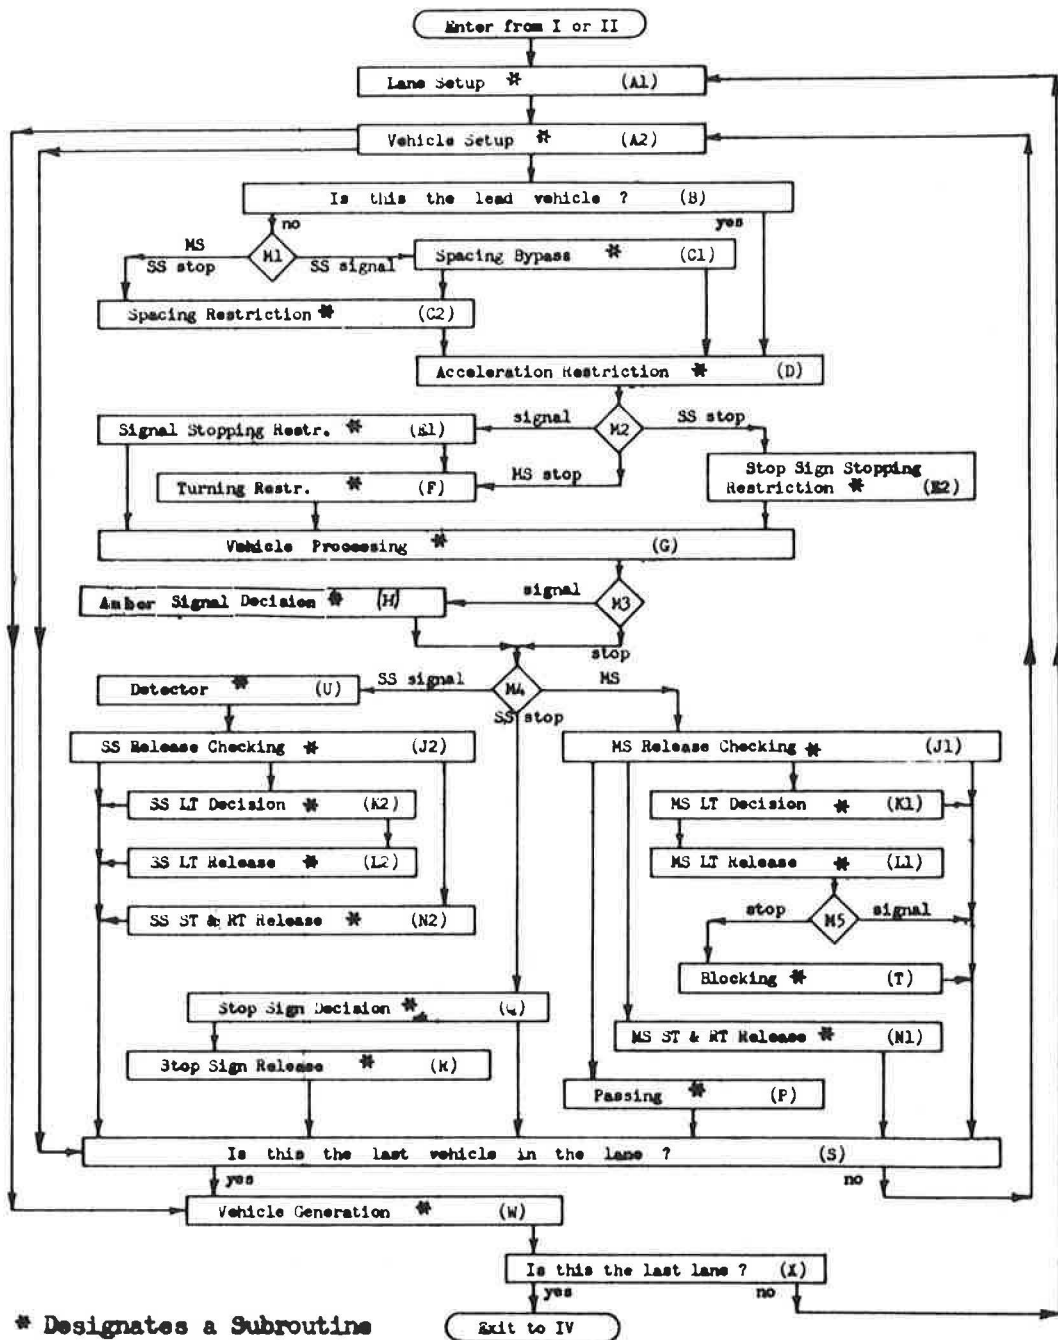 Enter from I or II
Lane Setup * (A1)
Vehicle Setup * (A2)
Is this the lead vehicle ? (B)
no
yes
MS
SS stop
M1
SS signal
Spacing Bypass * (C1)
Spacing Restriction * (C2)
Acceleration Restriction * (D)
Signal Stopping Restr. * (E1)
signal
M2
SS stop
Turning Restr. * (F)
MS stop
Stop Sign Stopping
Restriction * (E2)
Vehicle Processing * (G)
Amber Signal Decision * (H)
signal
M3
stop
Detector * (U)
SS signal
M4
MS
SS stop
SS Release Checking * (J2)
MS Release Checking * (J1)
SS LT Decision * (K2)
MS LT Decision * (K1)
SS LT Release * (L2)
MS LT Release * (L1)
SS ST & RT Release * (N2)
stop
M5
signal
Blocking * (T)
Stop Sign Decision * (Q)
MS ST & RT Release * (N1)
Stop Sign Release * (R)
Passing * (P)
Is this the last vehicle in the lane ? (S)
yes
no
Vehicle Generation * (W)
Is this the last lane ? (X)
yes
no
* Designates a Subroutine
Exit to IV